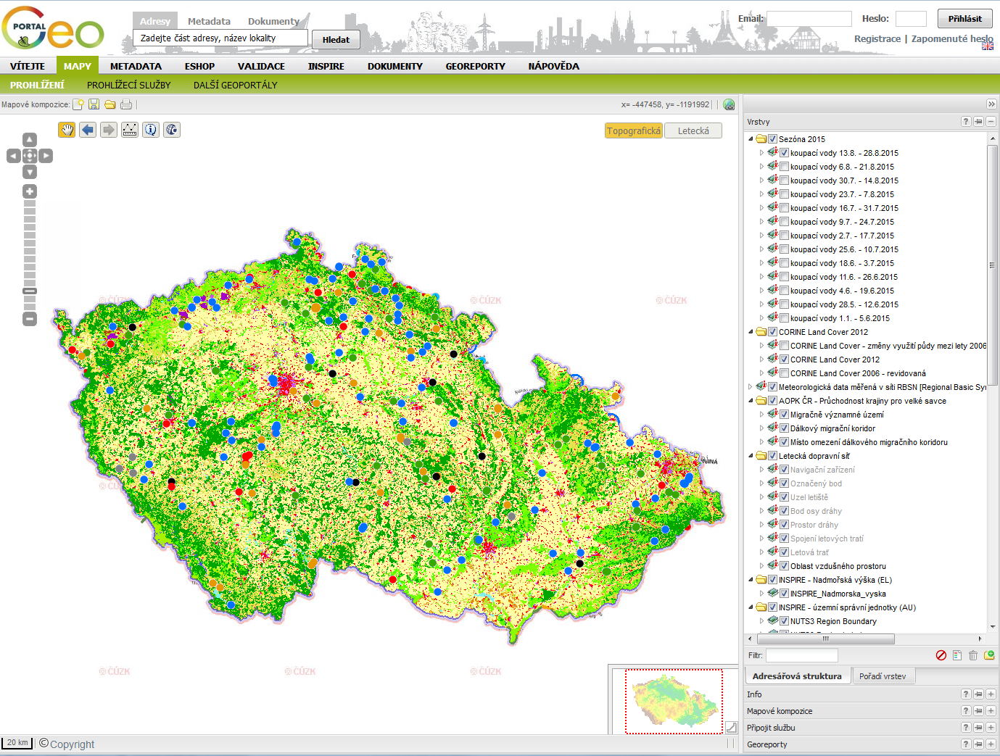 PORTAL
Geo
Adresy Metadata Dokumenty
Zadejte část adresy, název lokality
Hledat
Email:
Heslo:
Přihlásit
Registrace | Zapomenuté heslo
VÍTEJTE MAPY METADATA ESHOP VALIDACE INSPIRE DOKUMENTY GEOREPORTY NÁPOVĚDA
PROHLÍŽENÍ PROHLÍŽECÍ SLUŽBY DALŠÍ GEOPORTÁLY
Mapové kompozice:
x= -447458, y= -1191992
Topografická Letecká
© ČÚZK
© ČÚZK
© ČÚZK
© ČÚZK
© ČÚZK
© ČÚZK
20 km
© Copyright
Vrstvy
Sezóna 2015
koupací vody 13.8. - 28.8.2015
koupací vody 6.8. - 21.8.2015
koupací vody 30.7. - 14.8.2015
koupací vody 23.7. - 7.8.2015
koupací vody 16.7. - 31.7.2015
koupací vody 9.7. - 24.7.2015
koupací vody 2.7. - 17.7.2015
koupací vody 25.6. - 10.7.2015
koupací vody 18.6. - 3.7.2015
koupací vody 11.6. - 26.6.2015
koupací vody 4.6. - 19.6.2015
koupací vody 28.5. - 12.6.2015
koupací vody 1.1. - 5.6.2015
CORINE Land Cover 2012
CORINE Land Cover - změny využití půdy mezi lety 2006
CORINE Land Cover 2012
CORINE Land Cover 2006 - revidovaná
Meteorologická data měřená v síti RBSN [Regional Basic Syn
AOPK ČR - Průchodnost krajiny pro velké savce
Migračně významné území
Dálkový migrační koridor
Místo omezení dálkového migračního koridoru
Letecká dopravní síť
Navigační zařízení
Označený bod
Uzel letiště
Bod osy dráhy
Prostor dráhy
Spojení letových tratí
Letová trať
Oblast vzdušného prostoru
INSPIRE - Nadmořská výška (EL)
INSPIRE_Nadmorska_vyska
INSPIRE - územní správní jednotky (AU)
NUTS3 Region Boundary
Filtr:
Adresářová struktura Pořadí vrstev
Info
Mapové kompozice
Připojit službu
Georeporty